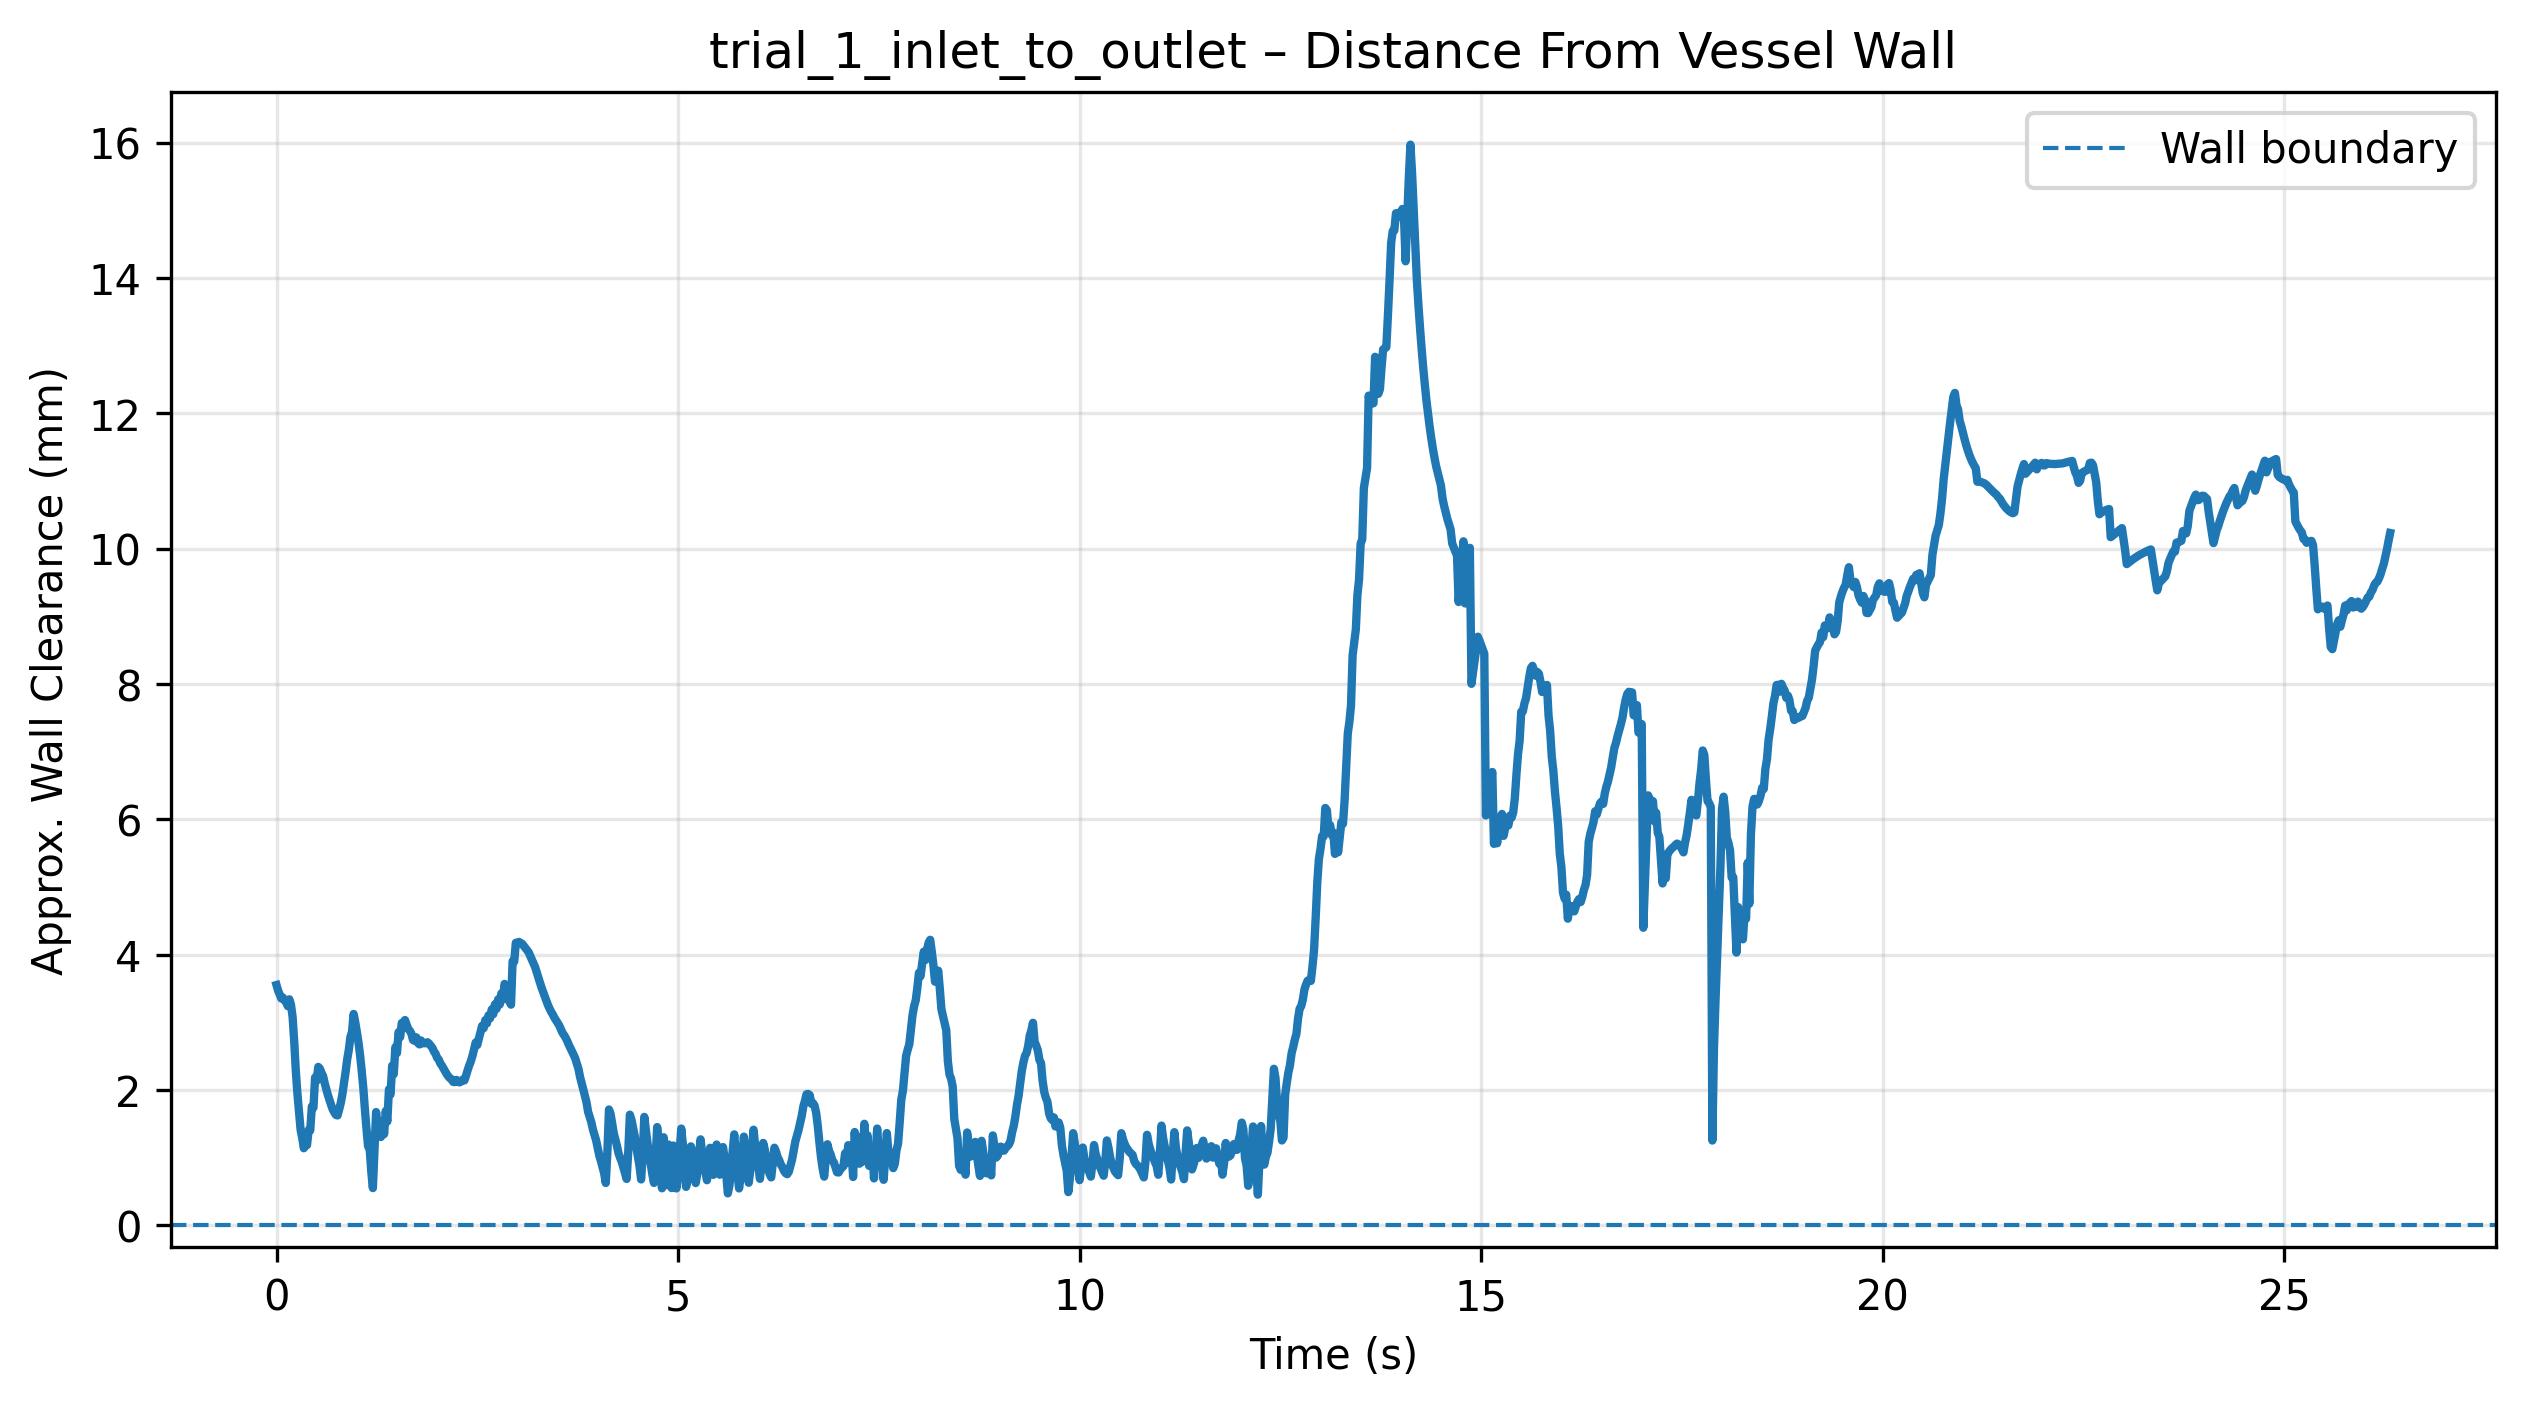 trial_1_inlet_to_outlet – Distance From Vessel Wall
Wall boundary
Approx. Wall Clearance (mm)
16
14
12
10
8
6
4
2
0
0 5 10 15 20 25
Time (s)